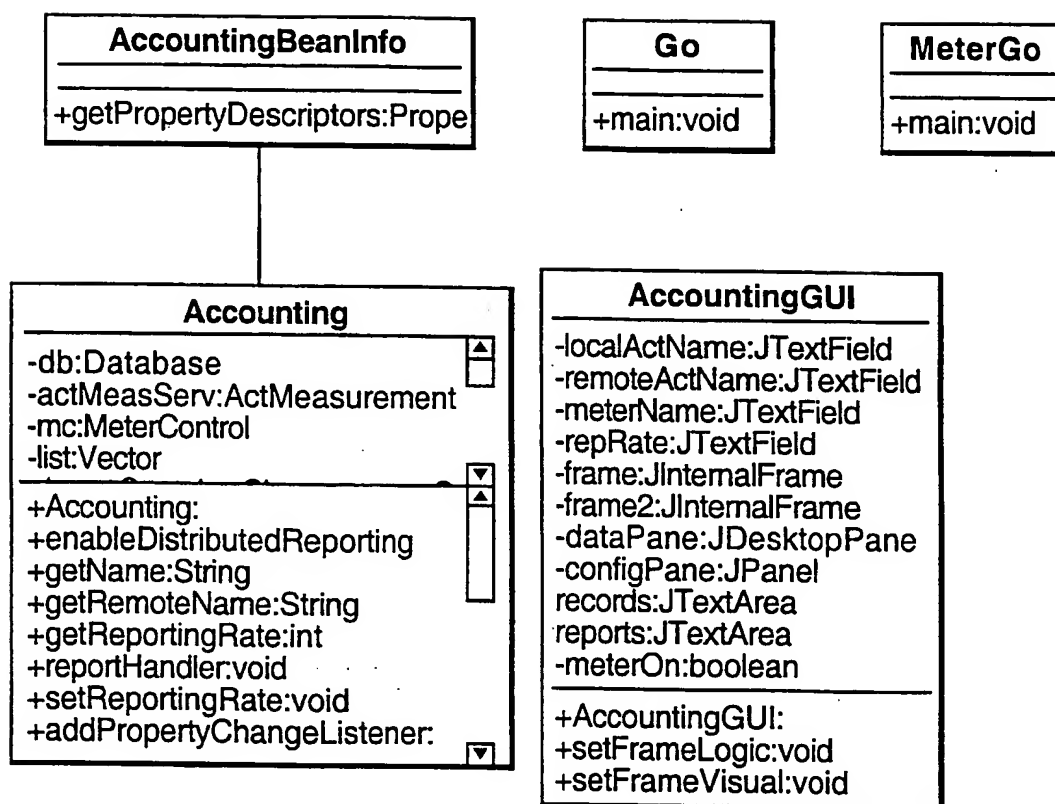 AccountingBeanInfo
+getPropertyDescriptors:Prope
Go
+main:void
MeterGo
+main:void
Accounting
-db:Database
-actMeasServ:ActMeasurement
-mc:MeterControl
-list:Vector
+Accounting:
+enableDistributedReporting
+getName:String
+getRemoteName:String
+getReportingRate:int
+reportHandler:void
+setReportingRate:void
+addPropertyChangeListener:
AccountingGUI
-localActName:JTextField
-remoteActName:JTextField
-meterName:JTextField
-repRate:JTextField
-frame:JInternalFrame
-frame2:JInternalFrame
-dataPane:JDesktopPane
-configPane:JPanel
records:JTextArea
reports:JTextArea
-meterOn:boolean
+AccountingGUI:
+setFrameLogic:void
+setFrameVisual:void